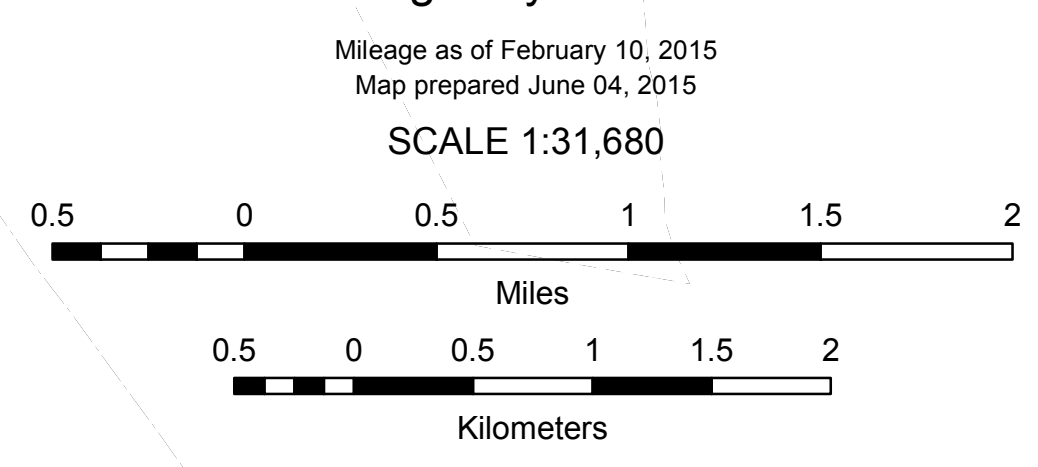 Mileage as of February 10, 2015
Map prepared June 04, 2015
SCALE 1:31,680
0.5 0 0.5 1 1.5 2
Miles
0.5 0 0.5 1 1.5 2
Kilometers